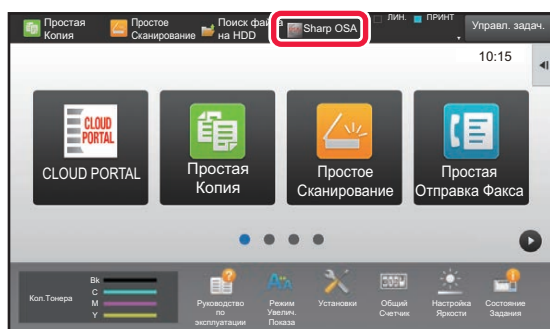 Простая
Копия
Простое
Сканирование
Поиск фа
на HDD
Sharp OSA
ЛИН.
ПРИНТ
Управл. задач.
10:15
CLOUD
PORTAL
CLOUD PORTAL
Простая
Копия
Простое
Сканирование
Простая
Отправка Факса
Кол.Тонера
Bk
C
M
Y
Руководство
по
эксплуатации
Режим
Увелич.
Показа
Установки
Общий
Счетчик
Настройка
Яркости
Состояние
Задания